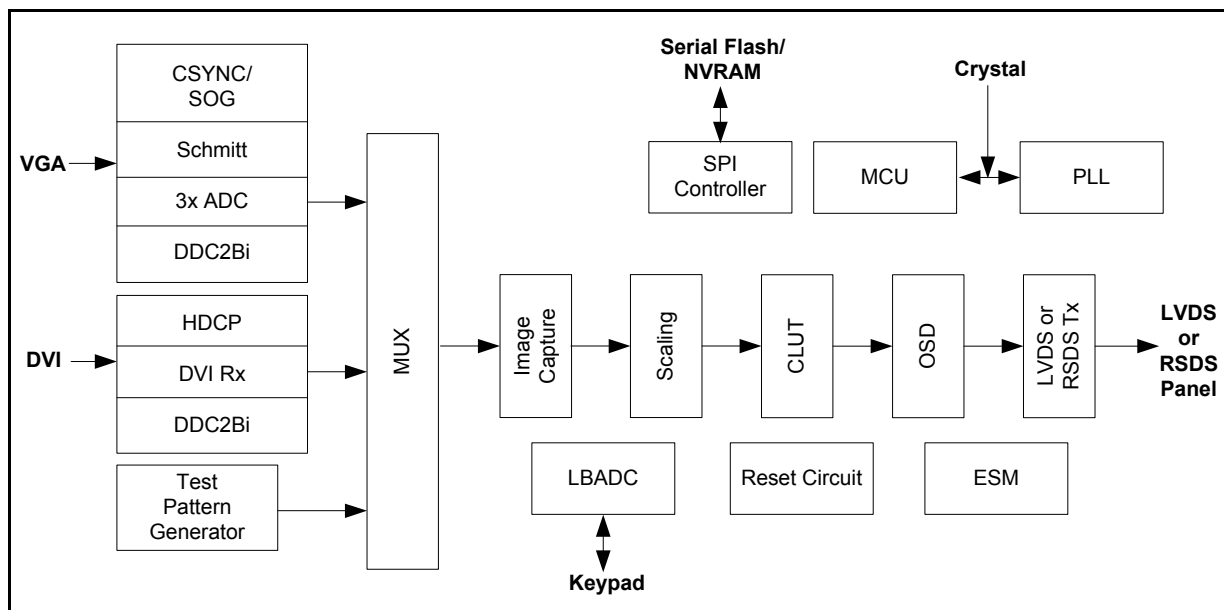 CSYNC/
SOG
Schmitt
3x ADC
DDC2Bi
VGA
HDCP
DVI Rx
DDC2Bi
DVI
Test
Pattern
Generator
MUX
Serial Flash/
NVRAM
SPI
Controller
Crystal
MCU
PLL
Image
Capture
Scaling
CLUT
OSD
LVDS or
RSDS Tx
LVDS
or
RSDS
Panel
LBADC
Reset Circuit
ESM
Keypad